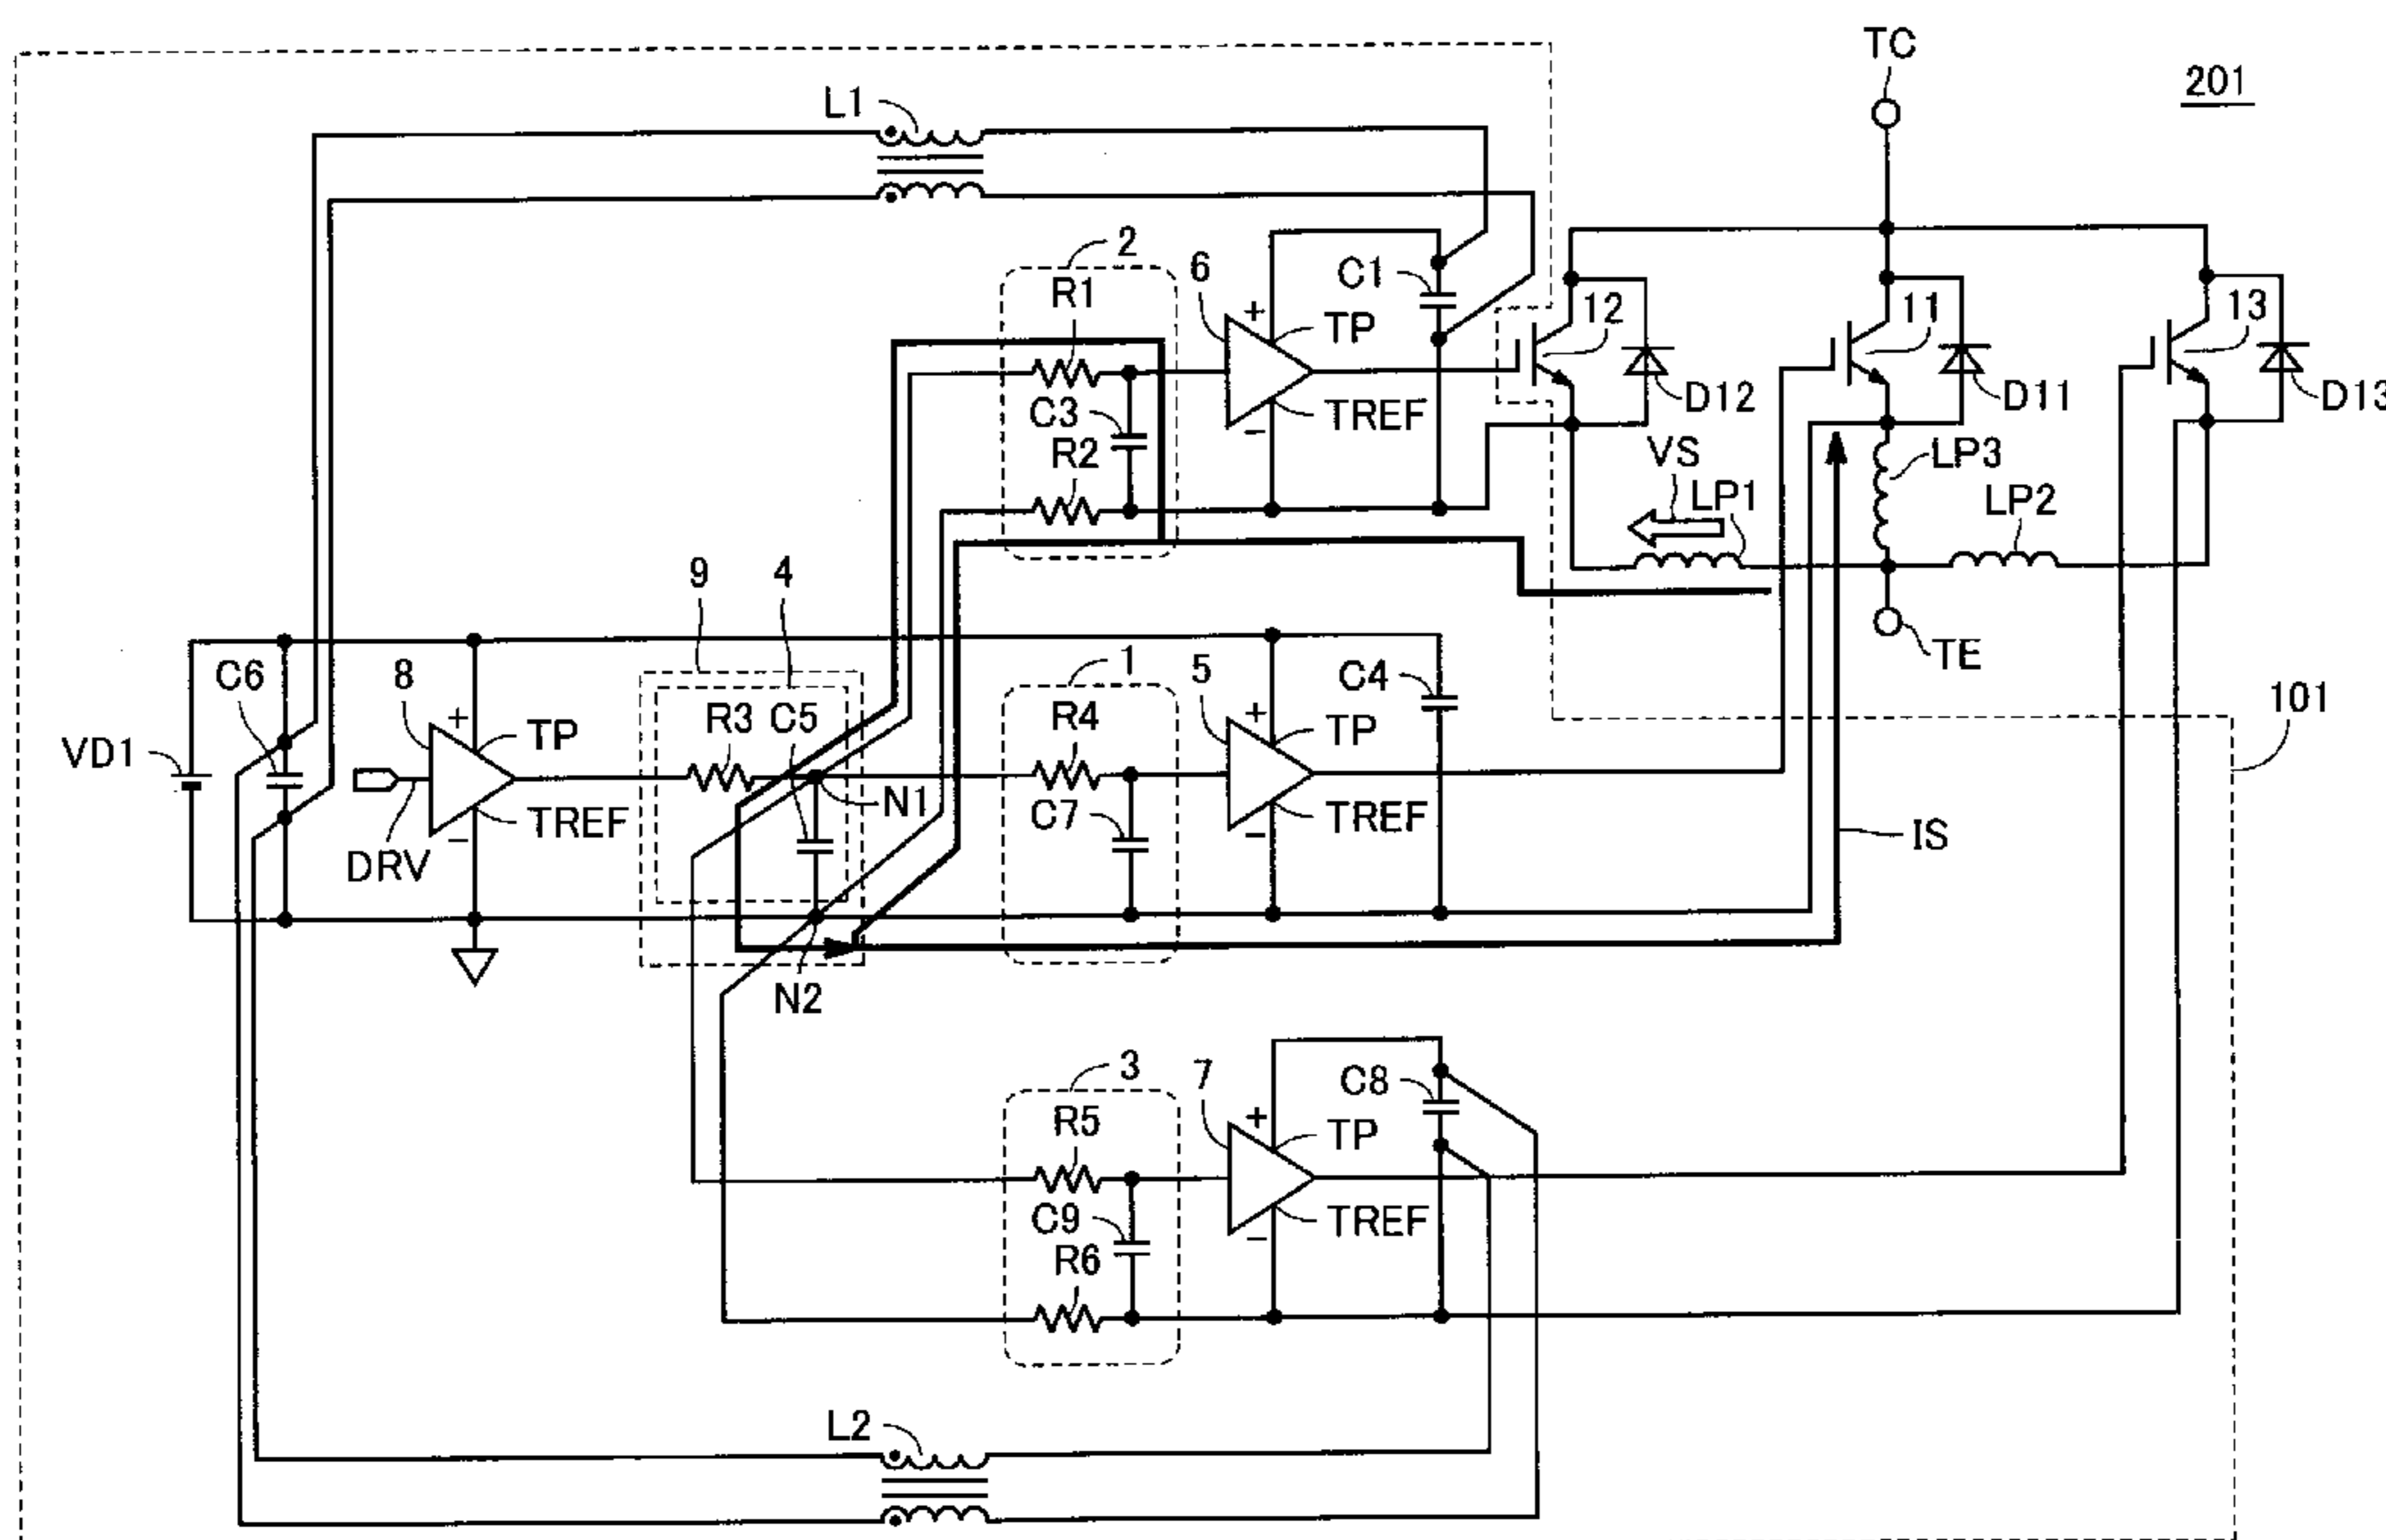 TC
201
L1
2
6
C1
R1
TP
12
11
13
C3
TREF
D12
D11
D13
R2
VS
LP3
LP1
LP2
9
4
TE
C6
8
1
5
C4
101
R3
C5
R4
TP
TP
VD1
N1
C7
TREF
TREF
IS
DRV
N2
3
7
C8
R5
TP
C9
TREF
R6
L2
+
−
+
−
+
−
+
−